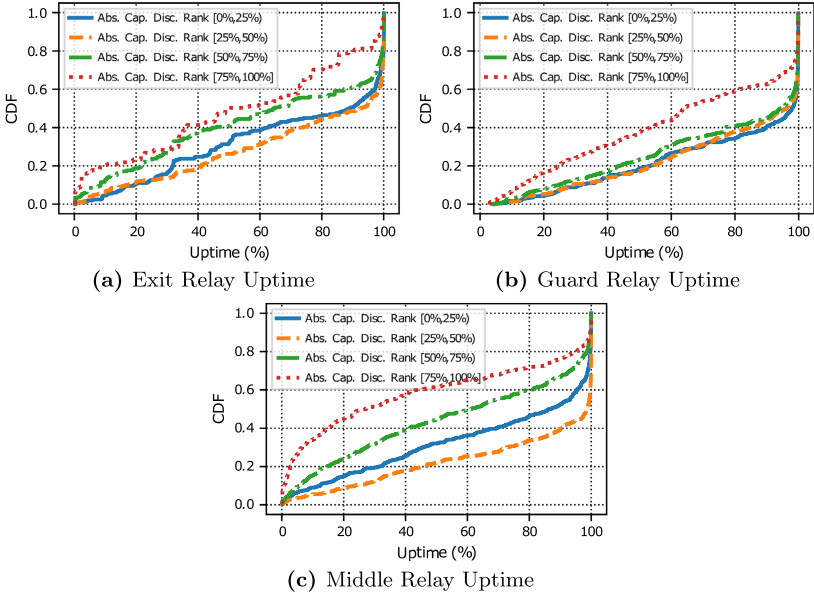 1.0
0.8
0.6
0.4
0.2
0.0
CDF
Abs. Cap. Disc. Rank [0%,25%)
Abs. Cap. Disc. Rank [25%,50%)
Abs. Cap. Disc. Rank [50%,75%)
Abs. Cap. Disc. Rank [75%,100%]
0 20 40 60 80 100
Uptime (%)
(a) Exit Relay Uptime
1.0
0.8
0.6
0.4
0.2
0.0
CDF
Abs. Cap. Disc. Rank [0%,25%)
Abs. Cap. Disc. Rank [25%,50%)
Abs. Cap. Disc. Rank [50%,75%)
Abs. Cap. Disc. Rank [75%,100%]
0 20 40 60 80 100
Uptime (%)
(b) Guard Relay Uptime
1.0
0.8
0.6
0.4
0.2
0.0
CDF
Abs. Cap. Disc. Rank [0%,25%)
Abs. Cap. Disc. Rank [25%,50%)
Abs. Cap. Disc. Rank [50%,75%)
Abs. Cap. Disc. Rank [75%,100%]
0 20 40 60 80 100
Uptime (%)
(c) Middle Relay Uptime